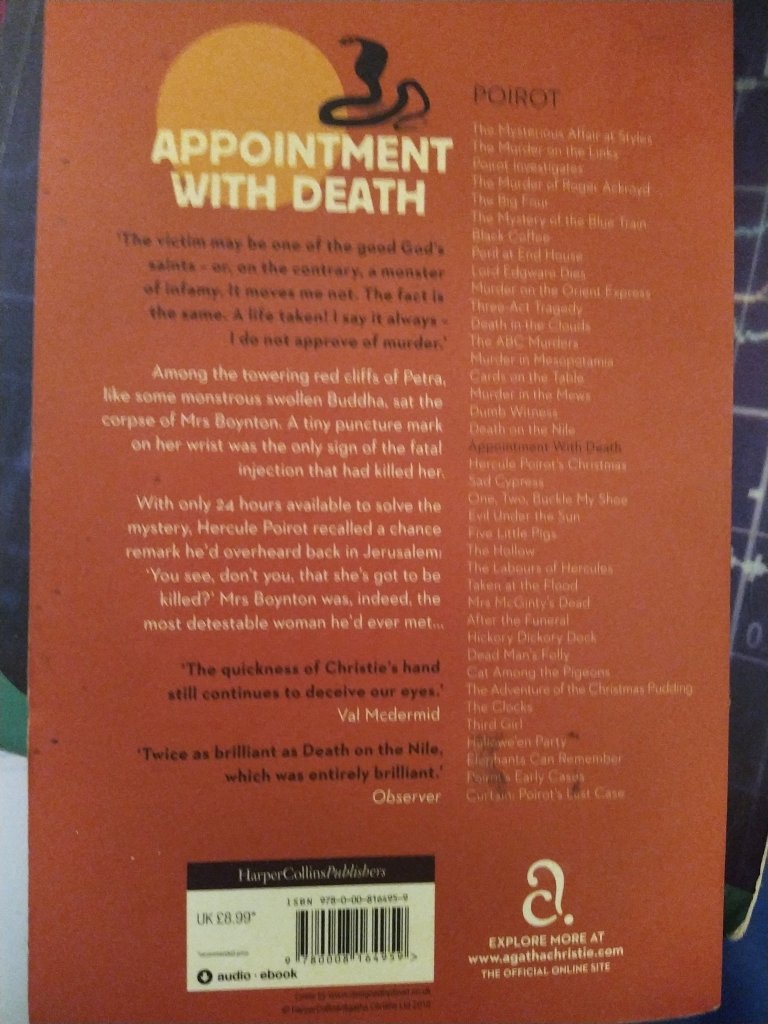 APPOINTMENT
WITH DEATH
'The victim may be one of the good God's
saints - or, on the contrary, a monster
of infamy. It moves me not. The fact is
the same. A life taken! I say it always -
I do not approve of murder.'
Among the towering red cliffs of Petra,
like some monstrous swollen Buddha, sat the
corpse of Mrs Boynton. A tiny puncture mark
on her wrist was the only sign of the fatal
injection that had killed her.
With only 24 hours available to solve the
mystery, Hercule Poirot recalled a chance
remark he'd overheard back in Jerusalem:
'You see, don't you, that she's got to be
killed?' Mrs Boynton was, indeed, the
most detestable woman he'd ever met...
'The quickness of Christie's hand
still continues to deceive our eyes.'
Val Mcdermid
'Twice as brilliant as Death on the Nile,
which was entirely brilliant.'
Observer
POIROT
The Mysterious Affair at Styles
The Murder on the Links
Poirot Investigates
The Murder of Roger Ackroyd
The Big Four
The Mystery of the Blue Train
Black Coffee
Peril at End House
Lord Edgware Dies
Murder on the Orient Express
Three-Act Tragedy
Death in the Clouds
The ABC Murders
Murder in Mesopotamia
Cards on the Table
Murder in the Mews
Dumb Witness
Death on the Nile
Appointment With Death
Hercule Poirot's Christmas
Sad Cypress
One, Two, Buckle My Shoe
Evil Under the Sun
Five Little Pigs
The Hollow
The Labours of Hercules
Taken at the Flood
Mrs McGinty's Dead
After the Funeral
Hickory Dickory Dock
Dead Man's Folly
Cat Among the Pigeons
The Adventure of the Christmas Pudding
The Clocks
Third Girl
Hallowe'en Party
Elephants Can Remember
Poirot's Early Cases
Curtain: Poirot's Last Case
HarperCollinsPublishers
ISBN 978-0-00-816495-9
UK £8.99*
*recommended price
9 780008 164959 >
audio · ebook
© HarperCollins/Agatha Christie Ltd
a.
EXPLORE MORE AT
www.agathachristie.com
THE OFFICIAL ONLINE SITE